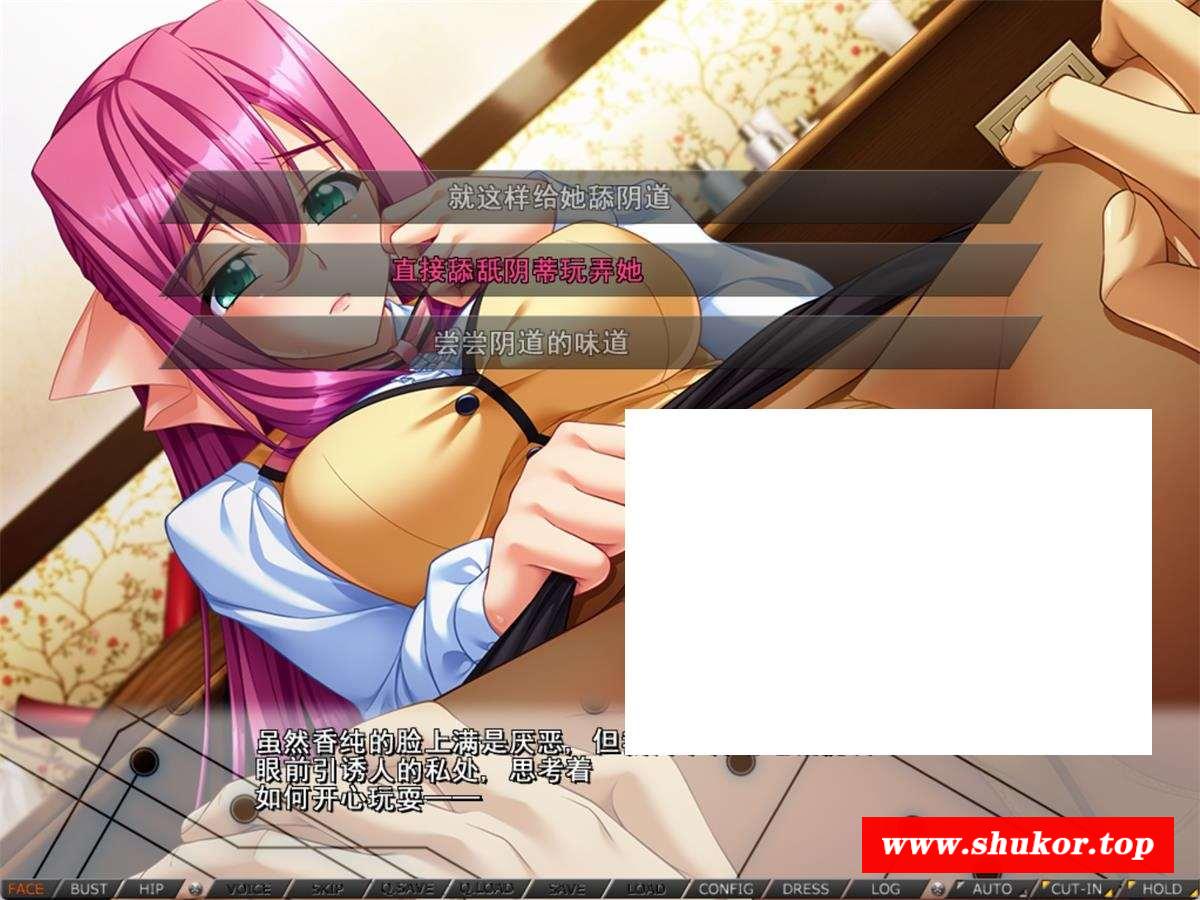 就这样给她舔阴道
直接舔舐阴蒂玩弄她
尝尝阴道的味道
虽然香纯的脸上满是厌恶，但
眼前引诱人的私处，思考着
如何开心玩耍——
www.shukor.top
FACE BUST HIP VOICE SKIP Q.SAVE Q.LOAD SAVE LOAD CONFIG DRESS LOG AUTO CUT-IN HOLD